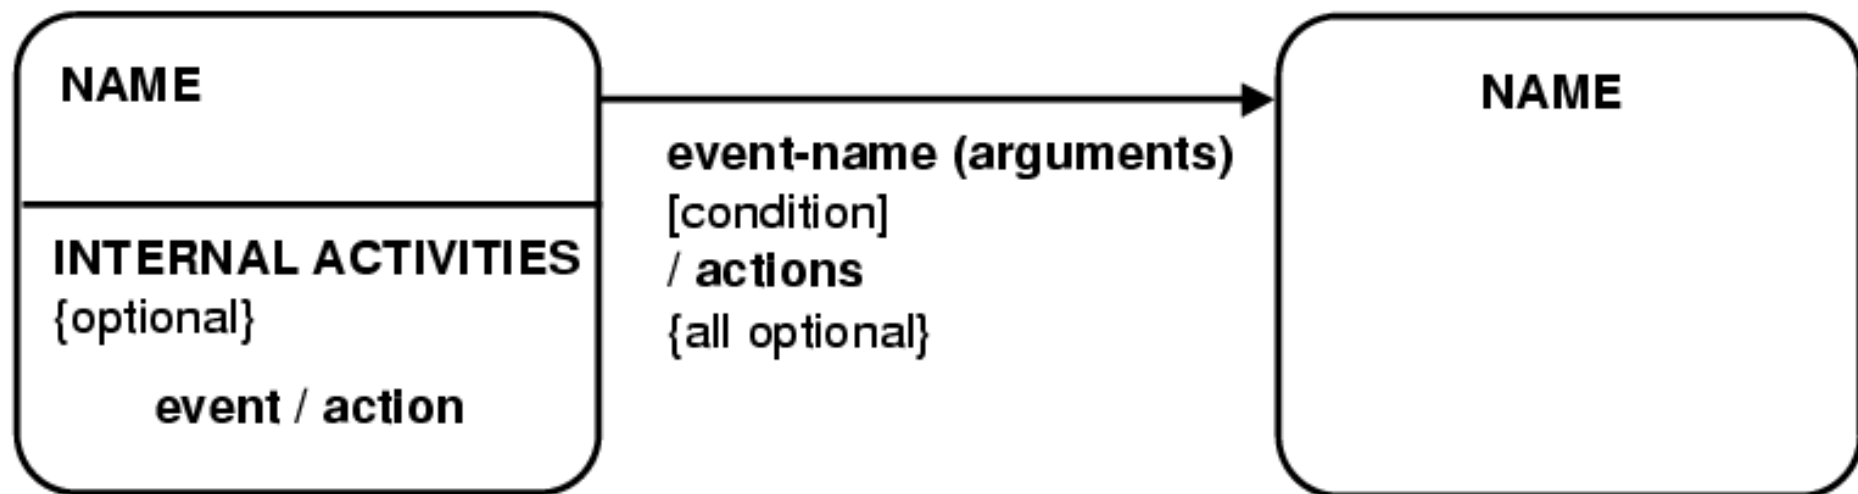 NAME
INTERNAL ACTIVITIES
{optional}
event / action
event-name (arguments)
[condition]
/ actions
{all optional}
NAME